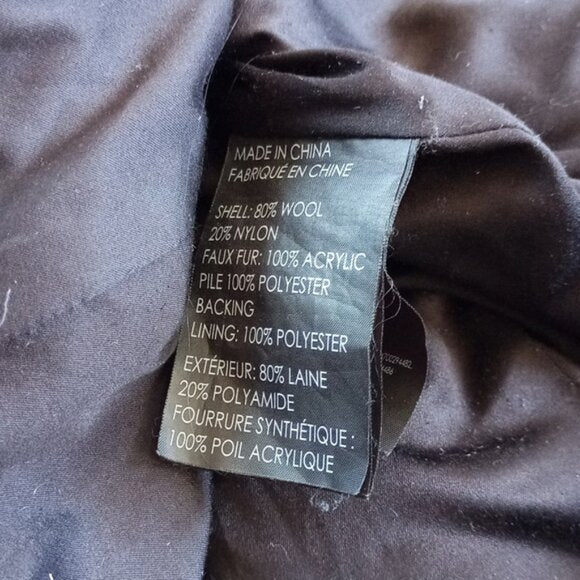 MADE IN CHINA
FABRIQUÉ EN CHINE
SHELL: 80% WOOL
20% NYLON
FAUX FUR: 100% ACRYLIC
PILE 100% POLYESTER
BACKING
LINING: 100% POLYESTER
EXTÉRIEUR: 80% LAINE
20% POLYAMIDE
FOURRURE SYNTHÉTIQUE :
100% POIL ACRYLIQUE